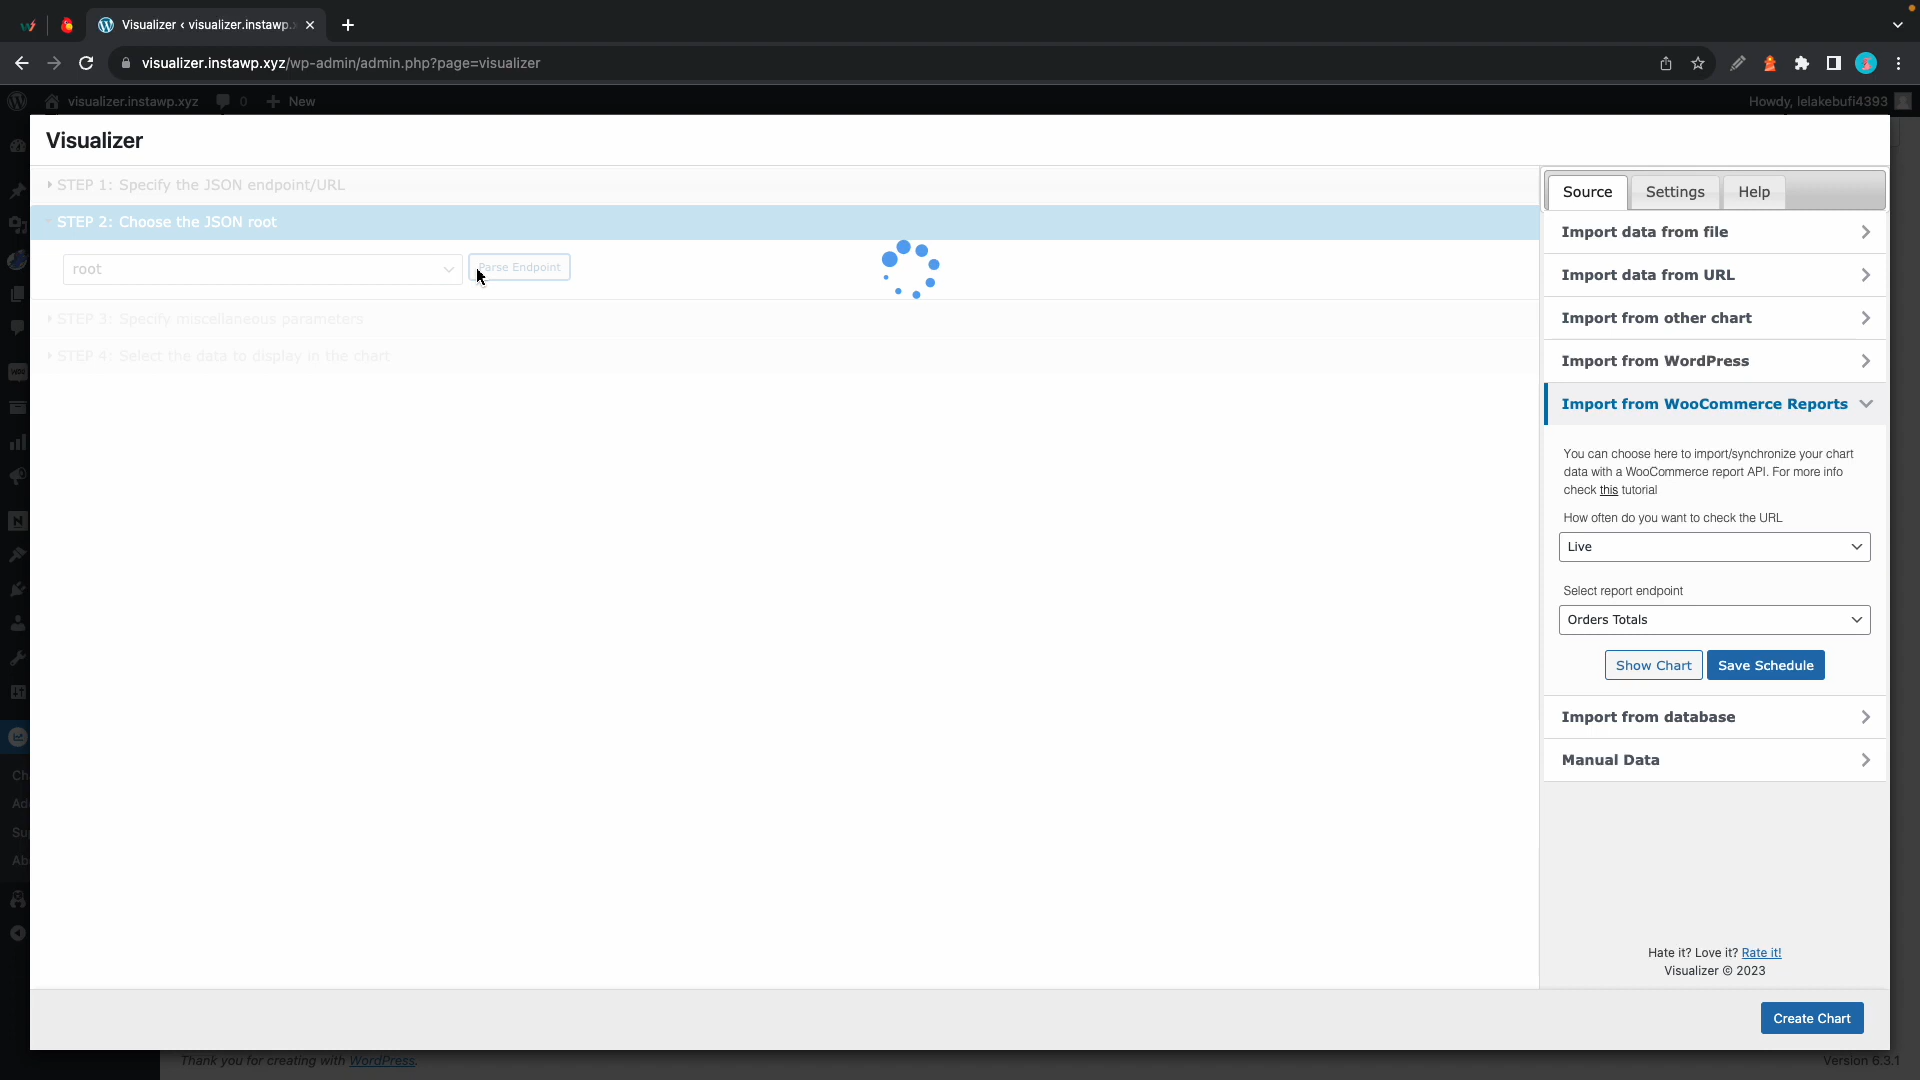 Visualizer ‹ visualizer.instawp.
visualizer.instawp.xyz/wp-admin/admin.php?page=visualizer
visualizer.instawp.xyz 0 New Howdy, lelakebufi4393
Visualizer
STEP 1: Specify the JSON endpoint/URL
STEP 2: Choose the JSON root
root Parse Endpoint
STEP 3: Specify miscellaneous parameters
STEP 4: Select the data to display in the chart
Source Settings Help
Import data from file
Import data from URL
Import from other chart
Import from WordPress
Import from WooCommerce Reports
You can choose here to import/synchronize your chart
data with a WooCommerce report API. For more info
check this tutorial
How often do you want to check the URL
Live
Select report endpoint
Orders Totals
Show Chart Save Schedule
Import from database
Manual Data
Hate it? Love it? Rate it!
Visualizer © 2023
Create Chart
Ch
Ad
Su
Ab
Thank you for creating with WordPress. Version 6.3.1